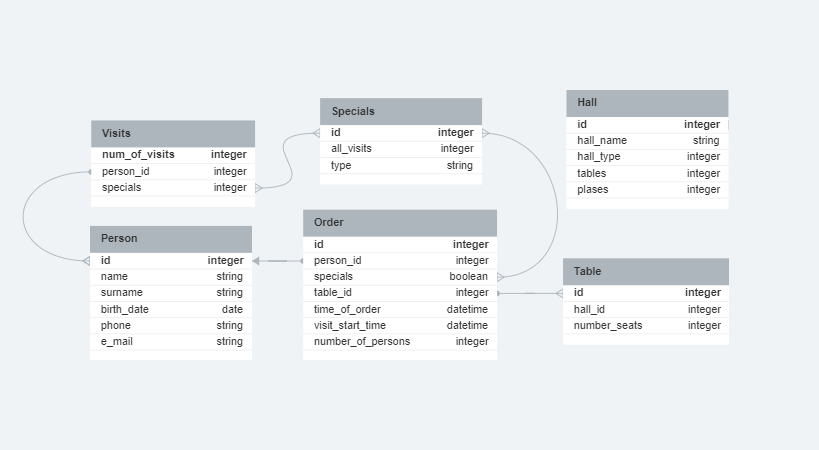 Visits
num_of_visits integer
person_id integer
specials integer
Specials
id integer
all_visits integer
type string
Hall
id integer
hall_name string
hall_type integer
tables integer
plases integer
Person
id integer
name string
surname string
birth_date date
phone string
e_mail string
Order
id integer
person_id integer
specials boolean
table_id integer
time_of_order datetime
visit_start_time datetime
number_of_persons integer
Table
id integer
hall_id integer
number_seats integer